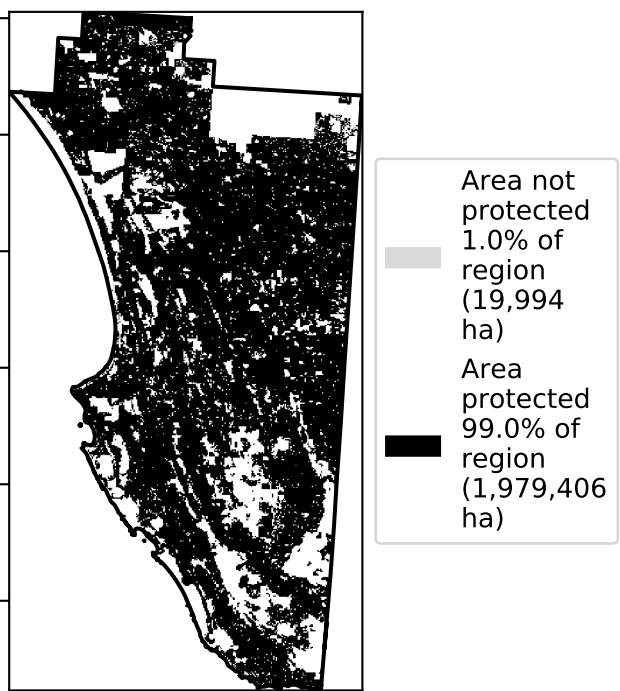 Area not
protected
1.0% of
region
(19,994
ha)
Area
protected
99.0% of
region
(1,979,406
ha)